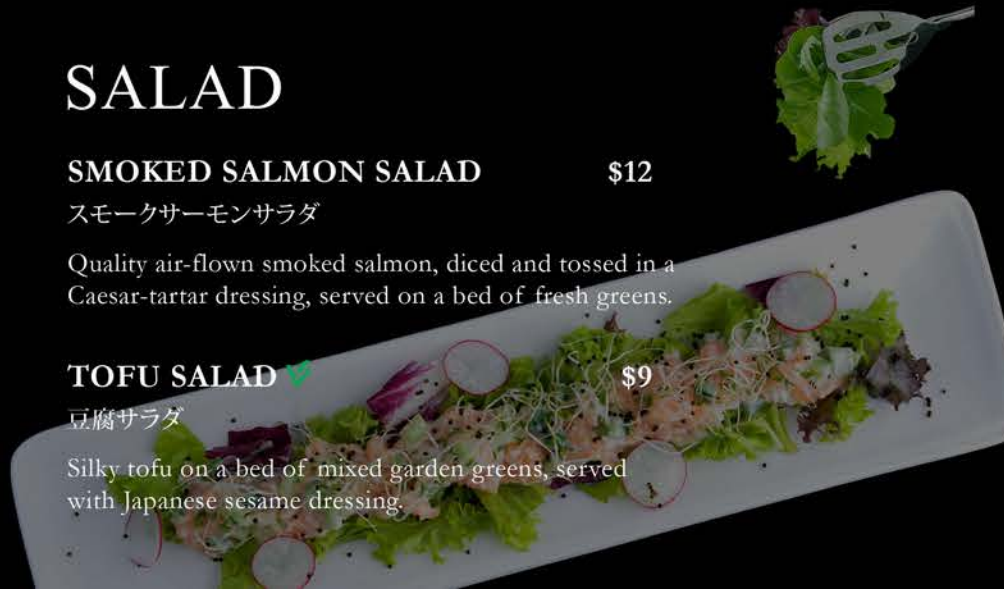 SALAD
SMOKED SALMON SALAD $12
スモークサーモンサラダ
Quality air-flown smoked salmon, diced and tossed in a
Caesar-tartar dressing, served on a bed of fresh greens.
TOFU SALAD $9
豆腐サラダ
Silky tofu on a bed of mixed garden greens, served
with Japanese sesame dressing.